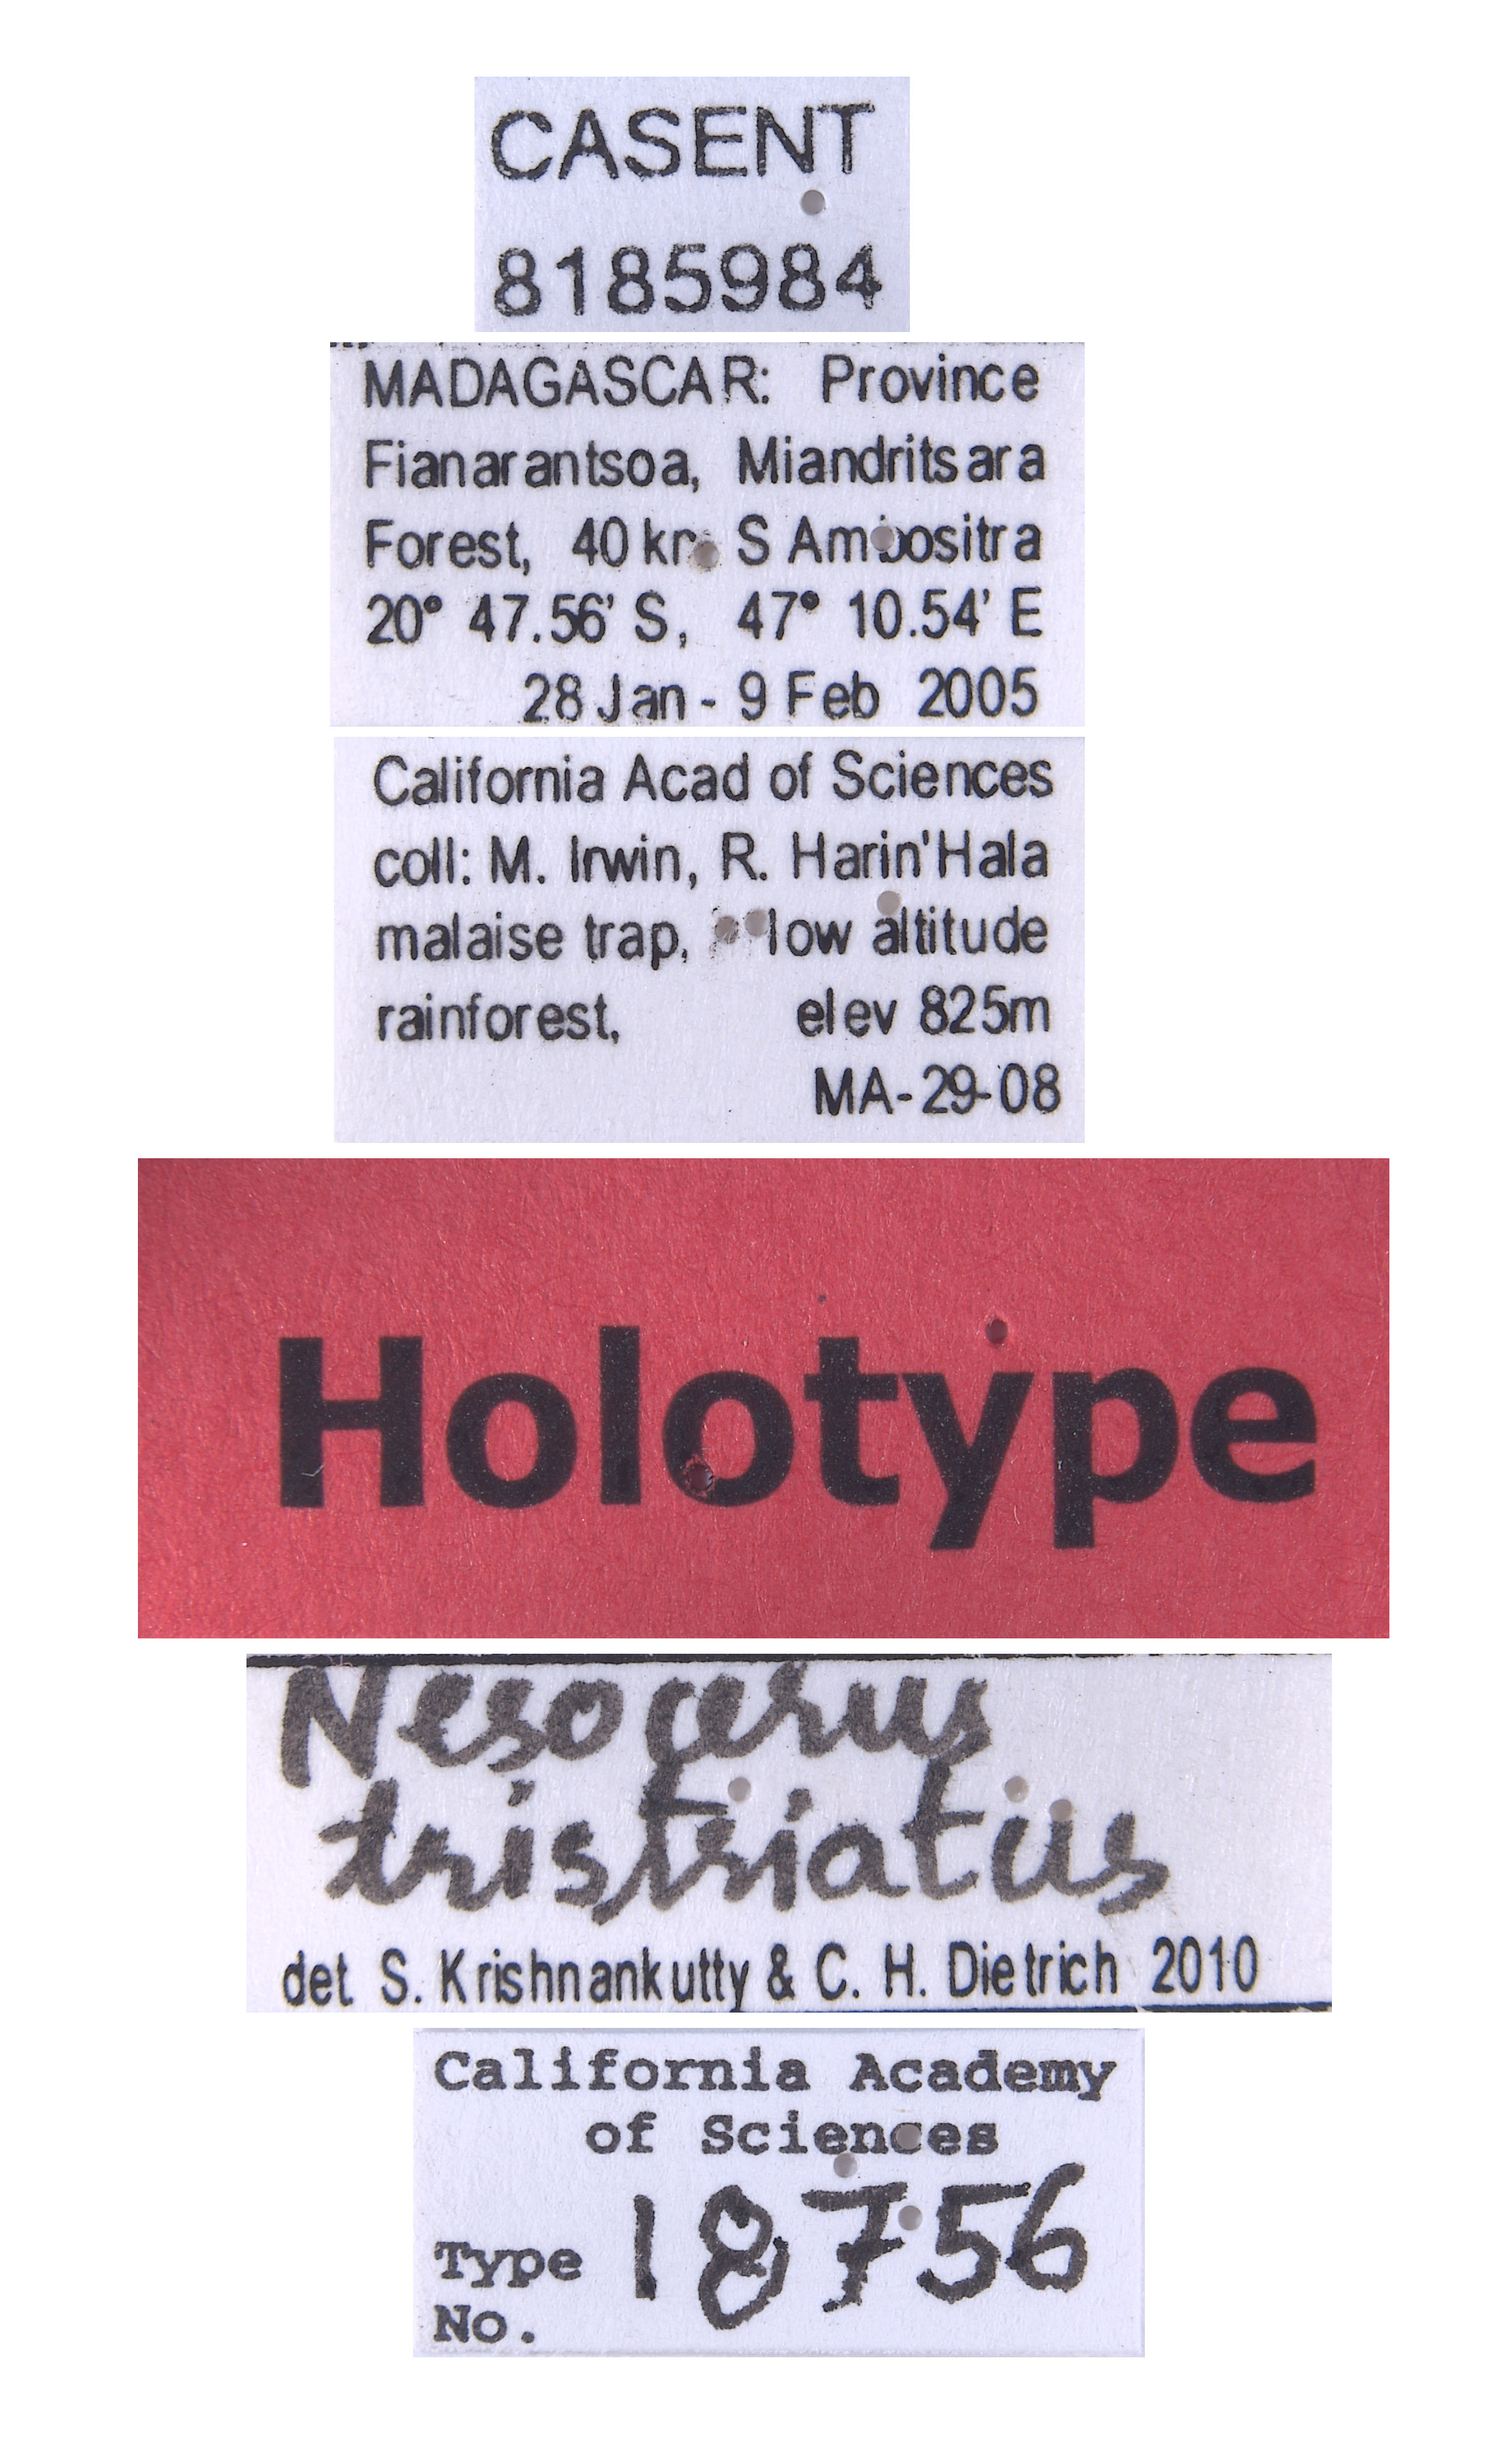 CASENT
8185984
MADAGASCAR: Province
Fianarantsoa, Miandritsara
Forest, 40 km S Ambositra
20° 47.56' S, 47° 10.54' E
28 Jan - 9 Feb 2005
California Acad of Sciences
coll: M. Irwin, R. Harin'Hala
malaise trap, low altitude
rainforest, elev 825m
MA-29-08
Holotype
Nesocerus
tristriatus
det S. Krishnankutty & C. H. Dietrich 2010
California Academy
of Sciences
Type 18756
No.